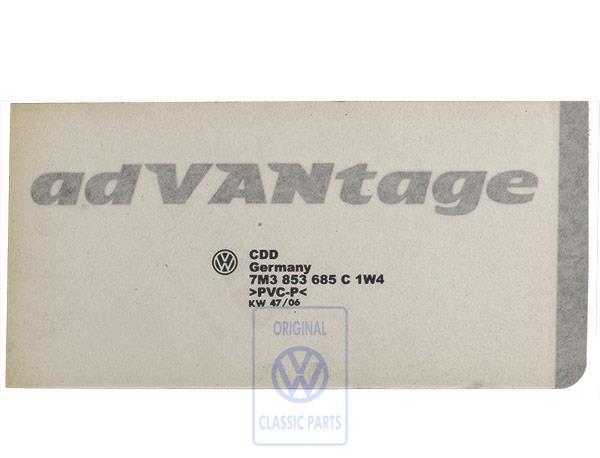 adVANtage
CDD
Germany
7M3 853 685 C 1W4
>PVC-P<
KW 47/06
ORIGINAL
CLASSIC PARTS